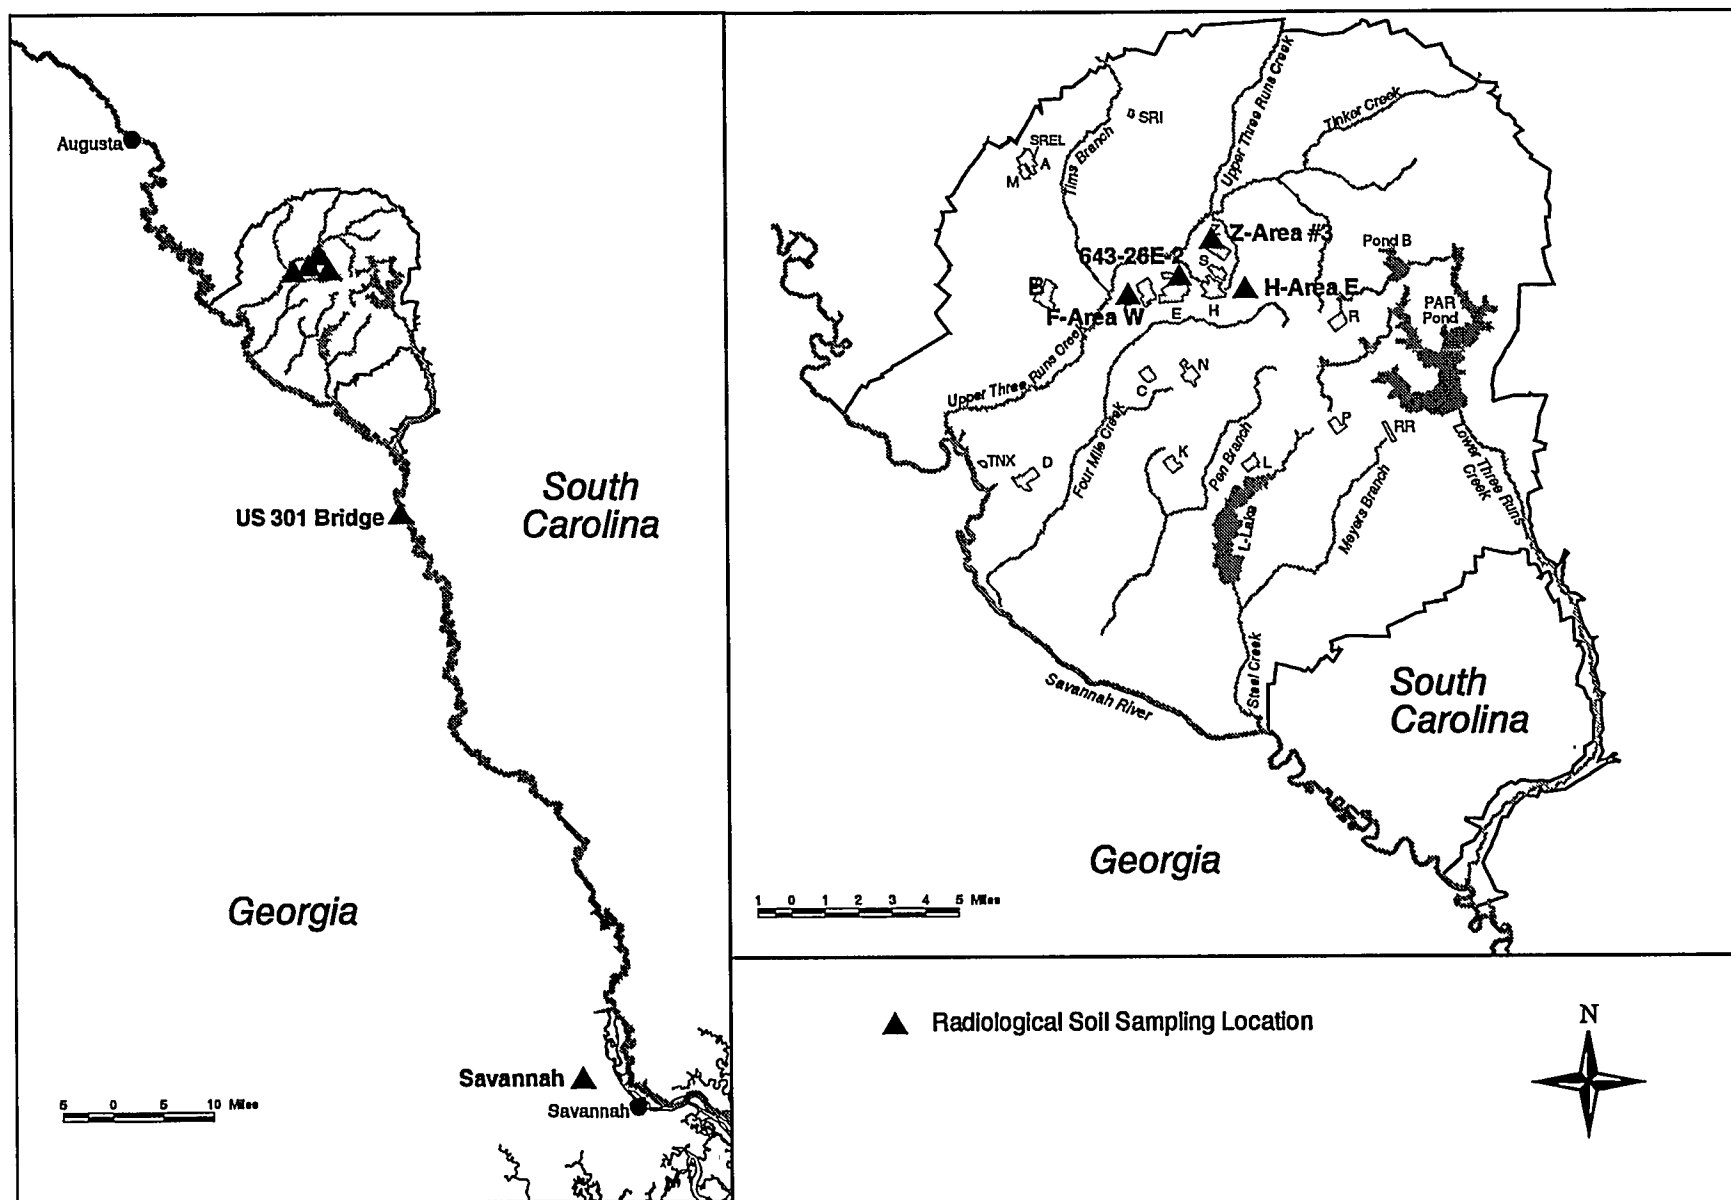 Augusta
US 301 Bridge
South
Carolina
Georgia
Savannah
Savannah
5 0 5 10 Miles
Upper Three Runs Creek
Tinker Creek
SRI
SREL
A
M
Tims Branch
Z
Z-Area #3
Pond B
643-26E-2
S
B
H-Area E
PAR
Pond
F-Area W
E
H
R
Upper Three Runs Creek
N
C
Four Mile Creek
P
RR
Lower Three Runs
Creek
Pen Branch
K
L
TNX
D
Meyers Branch
L-Lake
Steel Creek
South
Carolina
Savannah River
Georgia
1 0 1 2 3 4 5 Miles
Radiological Soil Sampling Location
N